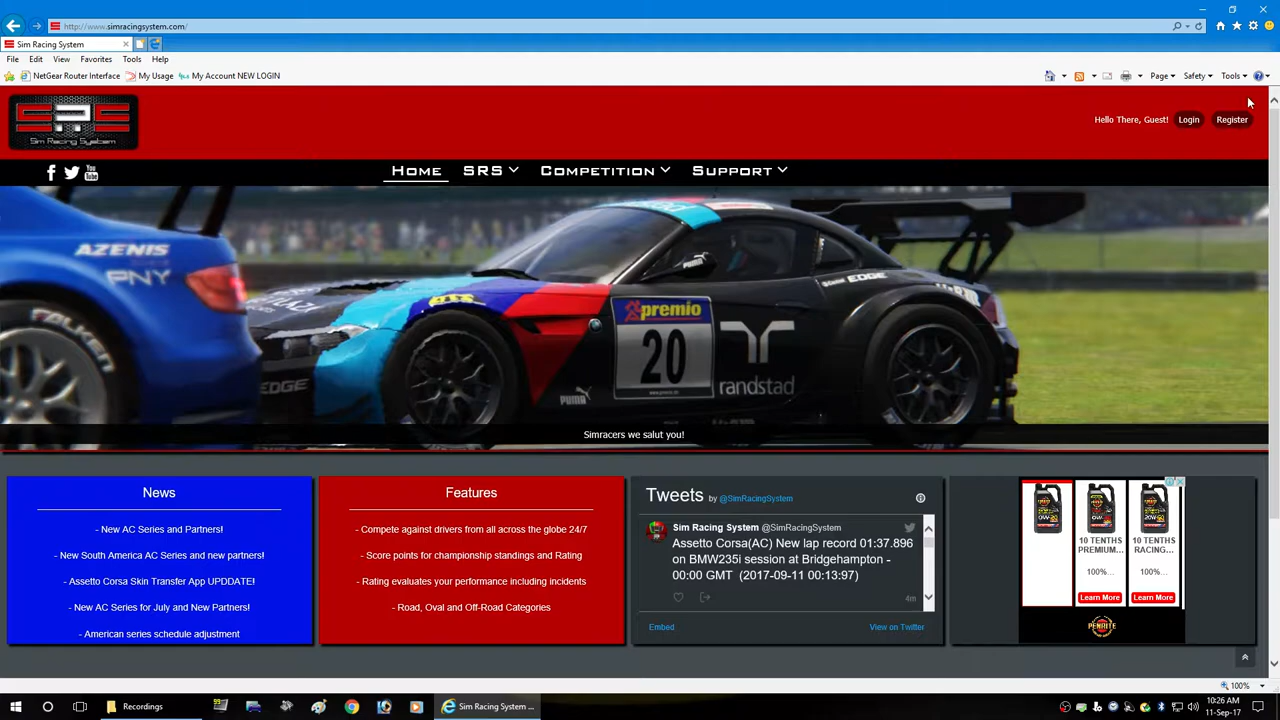 http://www.simracingsystem.com/
Sim Racing System
File Edit View Favorites Tools Help
NetGear Router Interface My Usage My Account NEW LOGIN
Page Safety Tools
Sim Racing System
Hello There, Guest! Login Register
Home SRS Competition Support
AZENIS
PNY
FALKEN
EDGE
premio
20
randstad
PUMA
EDGE
Simracers we salut you!
News
- New AC Series and Partners!
- New South America AC Series and new partners!
- Assetto Corsa Skin Transfer App UPDDATE!
- New AC Series for July and New Partners!
- American series schedule adjustment
Features
- Compete against drivers from all across the globe 24/7
- Score points for championship standings and Rating
- Rating evaluates your performance including incidents
- Road, Oval and Off-Road Categories
Tweets by @SimRacingSystem
Sim Racing System @SimRacingSystem
Assetto Corsa(AC) New lap record 01:37.896
on BMW235i session at Bridgehampton -
00:00 GMT (2017-09-11 00:13:97)
4m
Embed View on Twitter
10 TENTHS PREMIUM...
100%...
Learn More
10 TENTHS RACING...
100%...
Learn More
PENRITE
100%
Recordings
Sim Racing System ...
10:26 AM
11-Sep-17